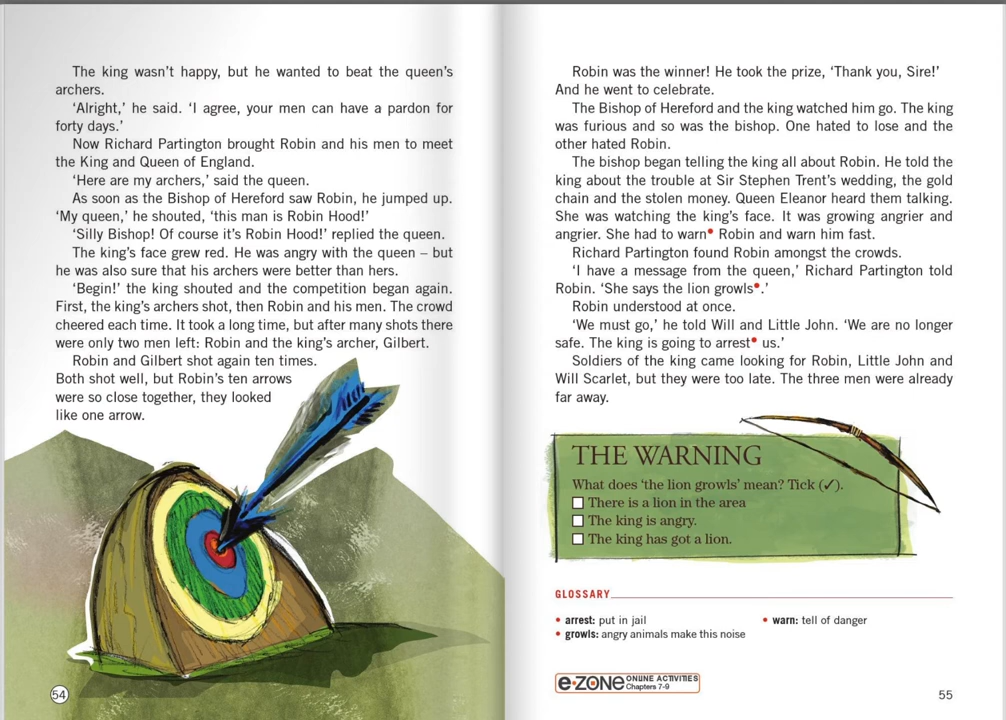 The king wasn't happy, but he wanted to beat the queen's
archers.
'Alright,' he said. 'I agree, your men can have a pardon for
forty days.'
Now Richard Partington brought Robin and his men to meet
the King and Queen of England.
'Here are my archers,' said the queen.
As soon as the Bishop of Hereford saw Robin, he jumped up.
'My queen,' he shouted, 'this man is Robin Hood!'
'Silly Bishop! Of course it's Robin Hood!' replied the queen.
The king's face grew red. He was angry with the queen – but
he was also sure that his archers were better than hers.
'Begin!' the king shouted and the competition began again.
First, the king's archers shot, then Robin and his men. The crowd
cheered each time. It took a long time, but after many shots there
were only two men left: Robin and the king's archer, Gilbert.
Robin and Gilbert shot again ten times.
Both shot well, but Robin's ten arrows
were so close together, they looked
like one arrow.
54
Robin was the winner! He took the prize, 'Thank you, Sire!'
And he went to celebrate.
The Bishop of Hereford and the king watched him go. The king
was furious and so was the bishop. One hated to lose and the
other hated Robin.
The bishop began telling the king all about Robin. He told the
king about the trouble at Sir Stephen Trent's wedding, the gold
chain and the stolen money. Queen Eleanor heard them talking.
She was watching the king's face. It was growing angrier and
angrier. She had to warn• Robin and warn him fast.
Richard Partington found Robin amongst the crowds.
'I have a message from the queen,' Richard Partington told
Robin. 'She says the lion growls•.'
Robin understood at once.
'We must go,' he told Will and Little John. 'We are no longer
safe. The king is going to arrest• us.'
Soldiers of the king came looking for Robin, Little John and
Will Scarlet, but they were too late. The three men were already
far away.
THE WARNING
What does 'the lion growls' mean? Tick (✓).
☐ There is a lion in the area
☐ The king is angry.
☐ The king has got a lion.
GLOSSARY
• arrest: put in jail
• growls: angry animals make this noise
• warn: tell of danger
e-ZONE ONLINE ACTIVITIES
Chapters 7-9
55